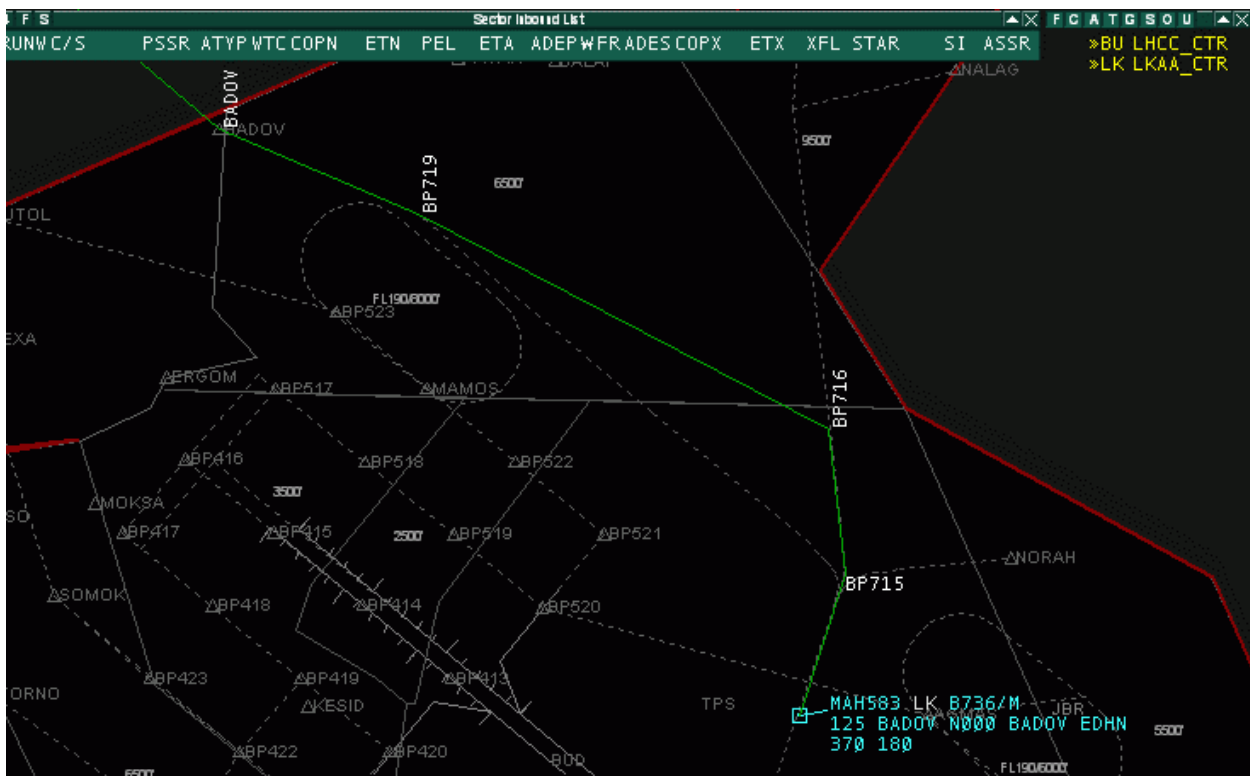 F S Sector Inbound List F C A T G S O U
RUNW C/S PSSR ATYP WTC COPN ETN PEL ETA ADEP WFR ADES COPX ETX XFL STAR SI ASSR
»BU LHCC_CTR
»LK LKAA_CTR
NALAG
BADOV
BADOV
9500'
BP719
6500'
UTOL
FL190/8000'
BP523
EXA
ERGOM
BP517
MAMOS
BP716
BP416
BP518
BP522
3500'
MOKSA
SO
BP417
BP415
2500'
BP519
BP521
NORAH
BP715
SOMOK
BP418
BP414
BP520
BP423
BP419
BP413
ORNO
KESID
TPS
MAH583 LK B736/M
JBR
125 BADOV N000 BADOV EDHN
5500'
370 180
BP422
BP420
BUD
FL190/6000'
6500'